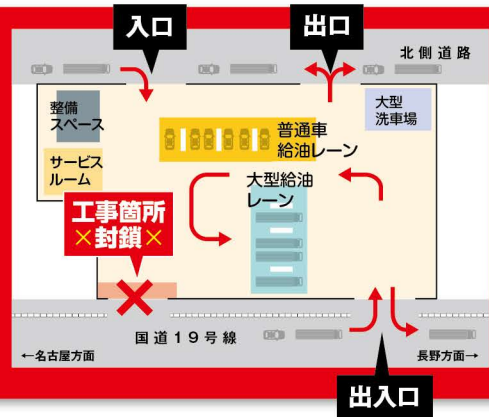 入口
出口
北側道路
整備
スペース
大型
洗車場
普通車
給油レーン
サービス
ルーム
大型給油
レーン
工事箇所
×封鎖×
国道19号線
←名古屋方面
長野方面→
出入口